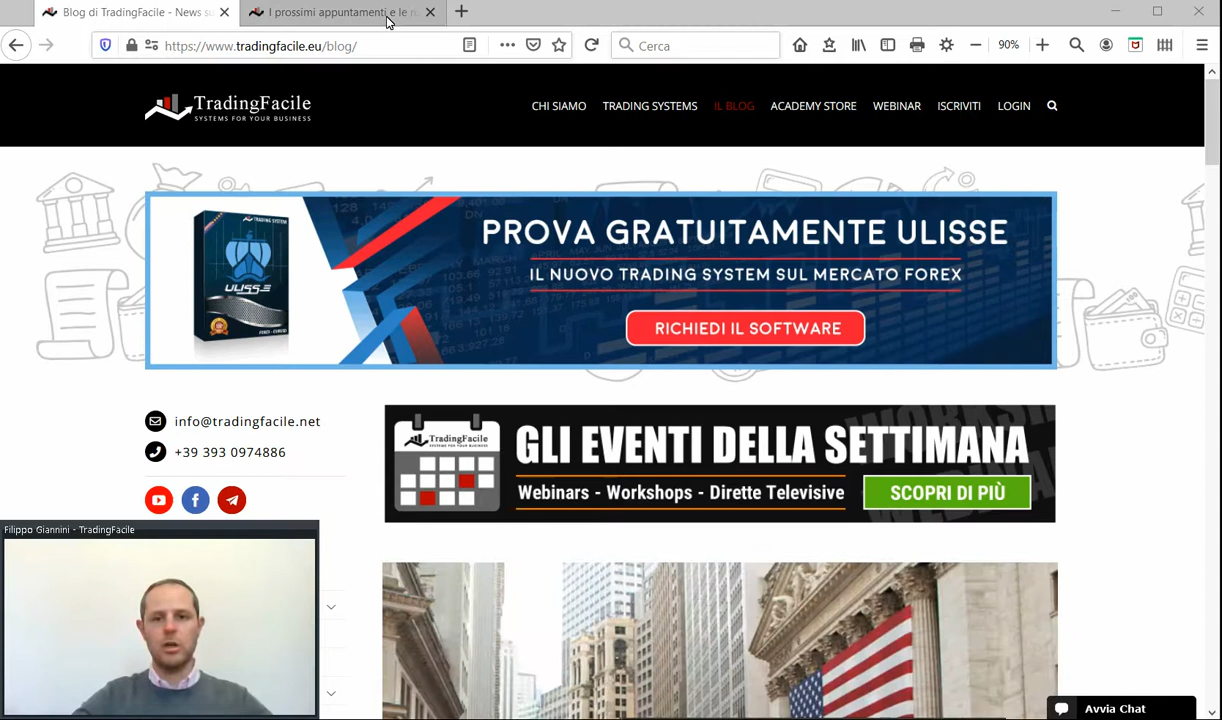 Blog di TradingFacile - News su
I prossimi appuntamenti e le n
https://www.tradingfacile.eu/blog/
Cerca
90%
TradingFacile
SYSTEMS FOR YOUR BUSINESS
CHI SIAMO
TRADING SYSTEMS
IL BLOG
ACADEMY STORE
WEBINAR
ISCRIVITI
LOGIN
PROVA GRATUITAMENTE ULISSE
IL NUOVO TRADING SYSTEM SUL MERCATO FOREX
RICHIEDI IL SOFTWARE
TRADING SYSTEM
ULISSE
info@tradingfacile.net
+39 393 0974886
TradingFacile
GLI EVENTI DELLA SETTIMANA
Webinars - Workshops - Dirette Televisive
SCOPRI DI PIÙ
Filippo Giannini - TradingFacile
Avvia Chat